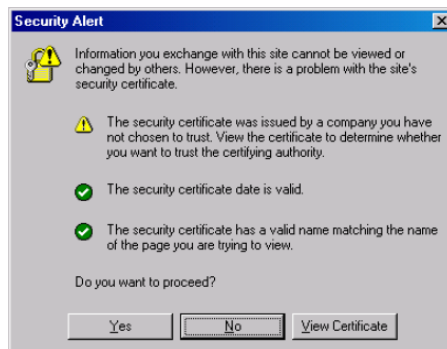 Security Alert
Information you exchange with this site cannot be viewed or
changed by others. However, there is a problem with the site's
security certificate.
The security certificate was issued by a company you have
not chosen to trust. View the certificate to determine whether
you want to trust the certifying authority.
The security certificate date is valid.
The security certificate has a valid name matching the name
of the page you are trying to view.
Do you want to proceed?
Yes No View Certificate